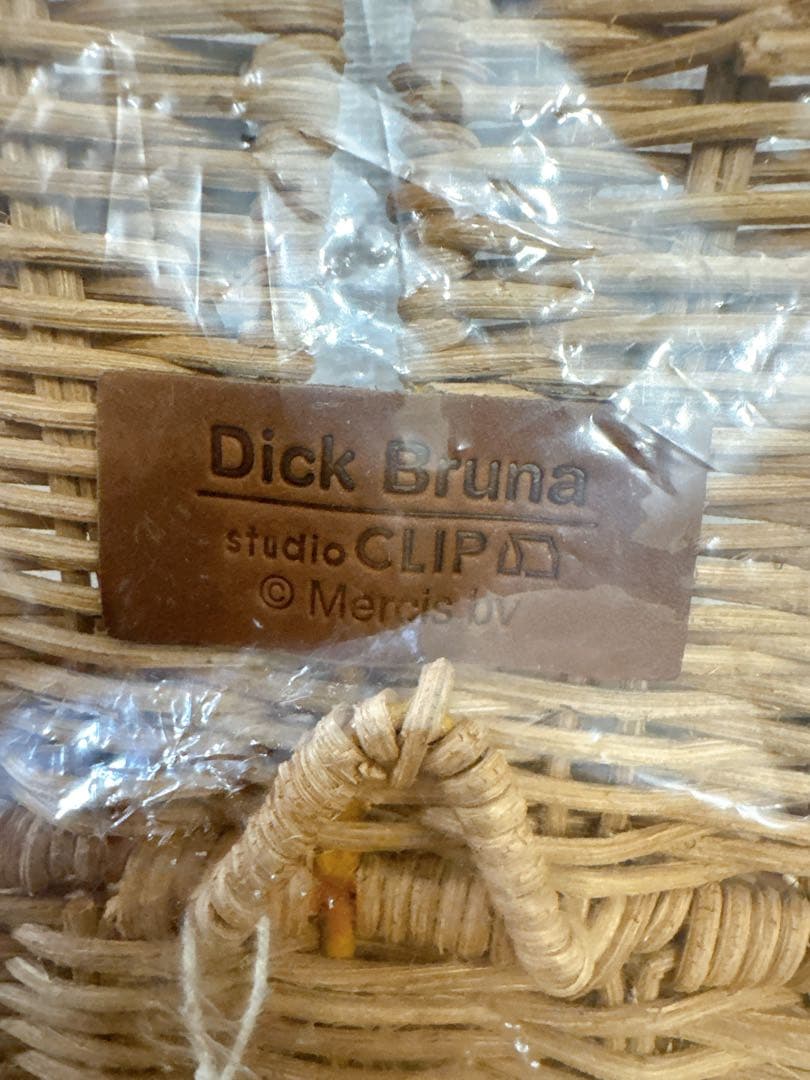 Dick Bruna
studio CLIP
© Mercis bv